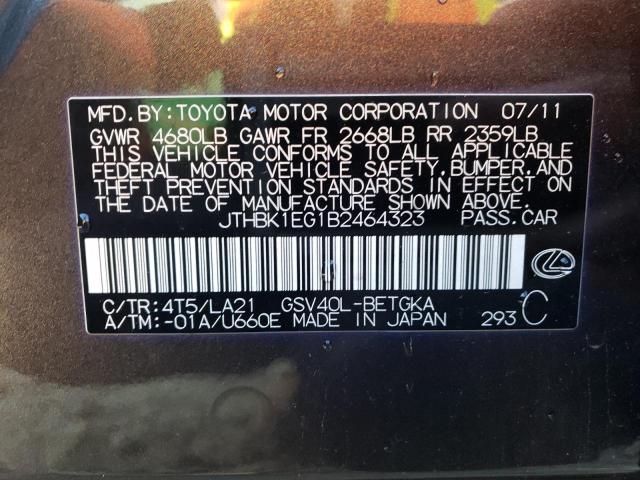 MFD. BY: TOYOTA MOTOR CORPORATION 07/11
GVWR 4680LB GAWR FR 2668LB RR 2359LB
THIS VEHICLE CONFORMS TO ALL APPLICABLE
FEDERAL MOTOR VEHICLE SAFETY, BUMPER, AND
THEFT PREVENTION STANDARDS IN EFFECT ON
THE DATE OF MANUFACTURE SHOWN ABOVE.
JTHBK1EG1B2464323 PASS. CAR
C/TR: 4T5/LA21 GSV40L-BETGKA
A/TM: -01A/U660E MADE IN JAPAN 293 C